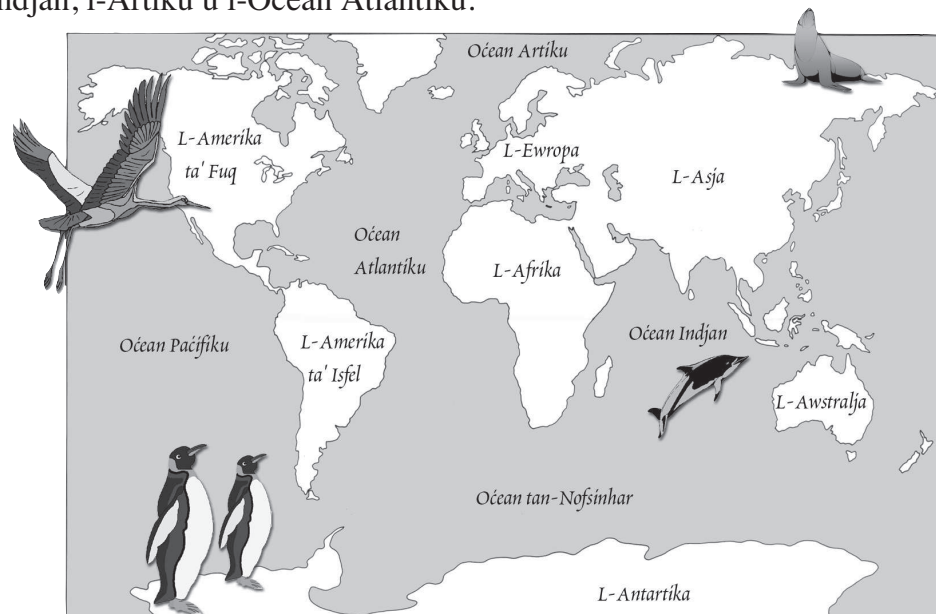 ndjan, l-Artiku u l-Oċean Atlantiku.
Oċean Artiku
L-Amerika
ta' Fuq
L-Ewropa
L-Asja
Oċean
Atlantiku
L-Afrika
Oċean Paċifiku
L-Amerika
ta' Isfel
Oċean Indjan
L-Awstralja
Oċean tan-Nofsinhar
L-Antartika